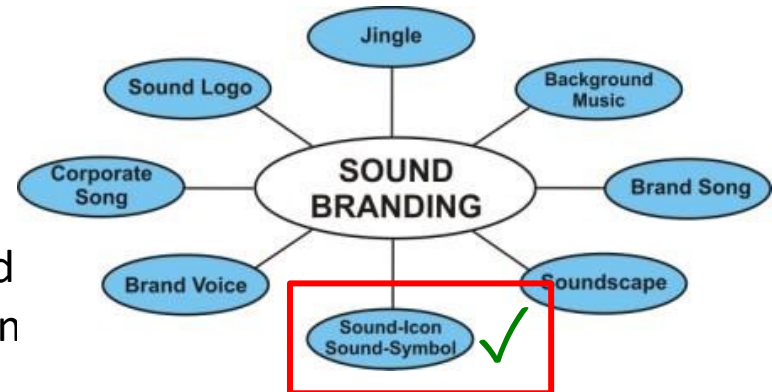 Jingle
Sound Logo
Background
Music
Corporate
Song
SOUND
BRANDING
Brand Song
Brand Voice
Soundscape
Sound-Icon
Sound-Symbol
d
n